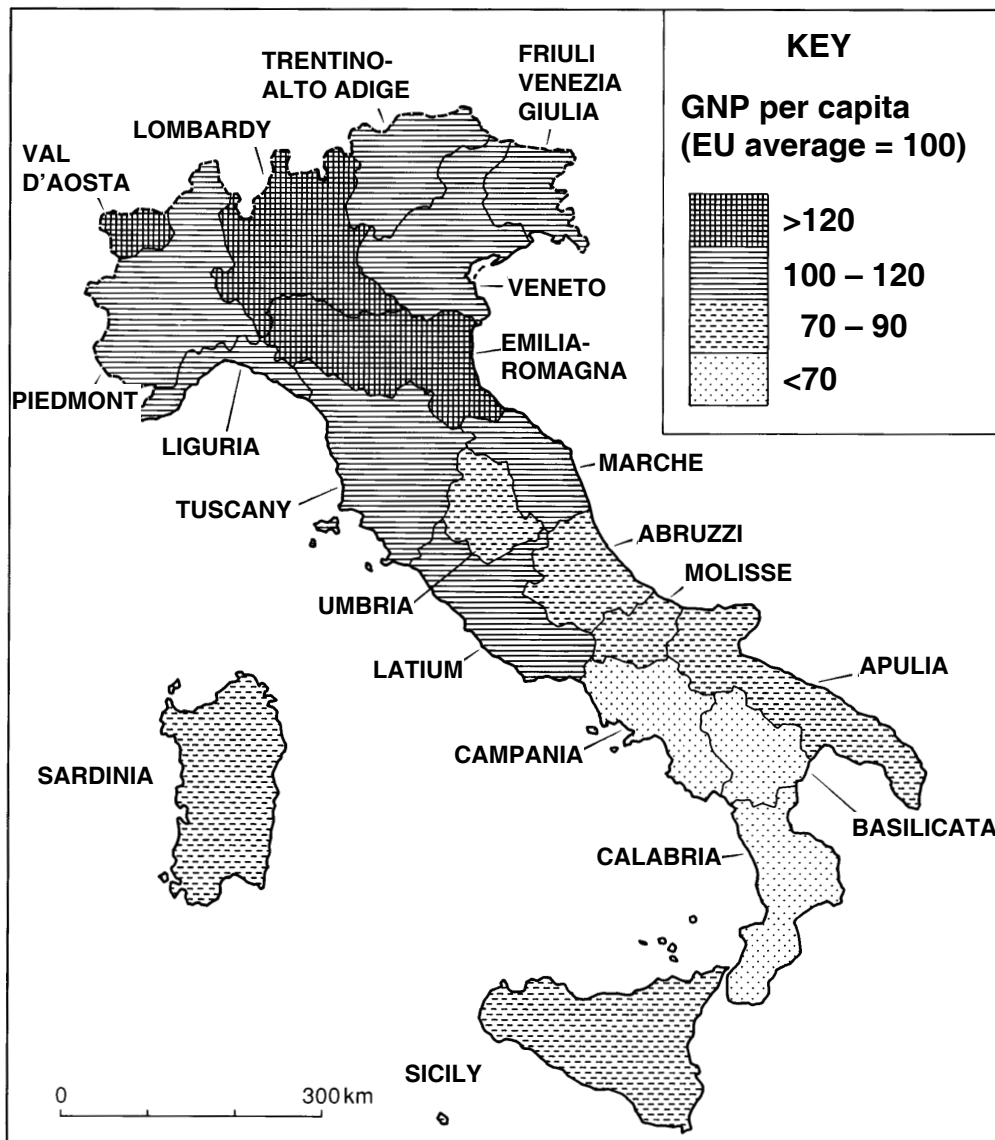 TRENTINO-
ALTO ADIGE
FRIULI
VENEZIA
GIULIA
LOMBARDY
VAL
D'AOSTA
VENETO
EMILIA-
ROMAGNA
PIEDMONT
LIGURIA
TUSCANY
MARCHE
ABRUZZI
MOLISSE
UMBRIA
LATIUM
APULIA
CAMPANIA
SARDINIA
BASILICATA
CALABRIA
SICILY
0 300 km
KEY
GNP per capita
(EU average = 100)
>120
100 – 120
70 – 90
<70